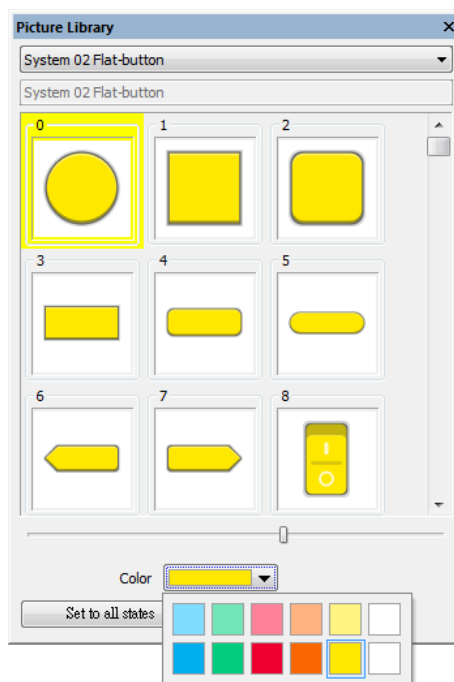 Picture Library
System 02 Flat-button
System 02 Flat-button
0 1 2
3 4 5
6 7 8
Color
Set to all states